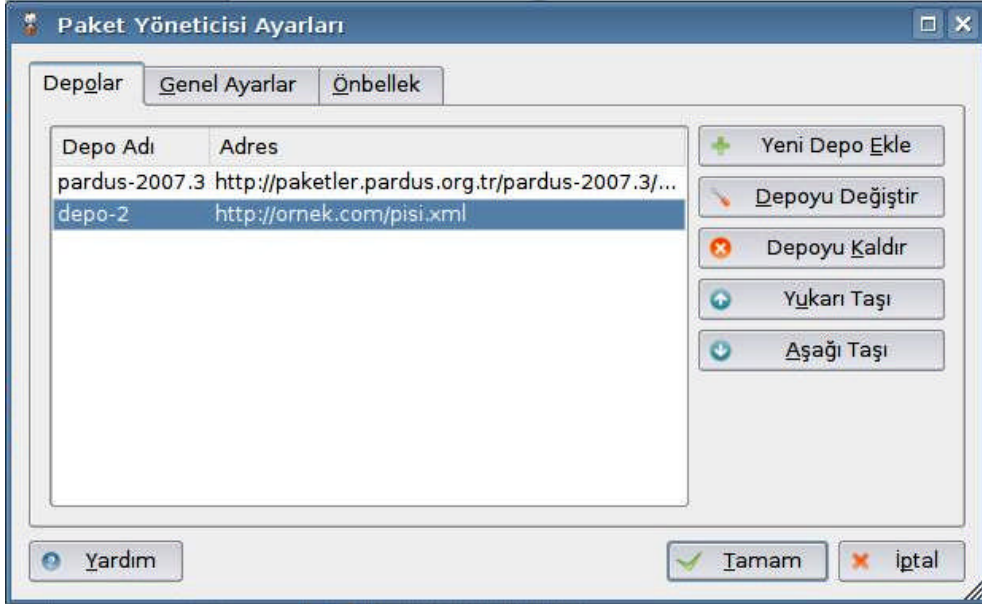 Paket Yöneticisi Ayarları
Depolar Genel Ayarlar Önbellek
Depo Adı Adres
pardus-2007.3 http://paketler.pardus.org.tr/pardus-2007.3/...
depo-2 http://ornek.com/pisi.xml
Yeni Depo Ekle
Depoyu Değiştir
Depoyu Kaldır
Yukarı Taşı
Aşağı Taşı
Yardım Tamam İptal